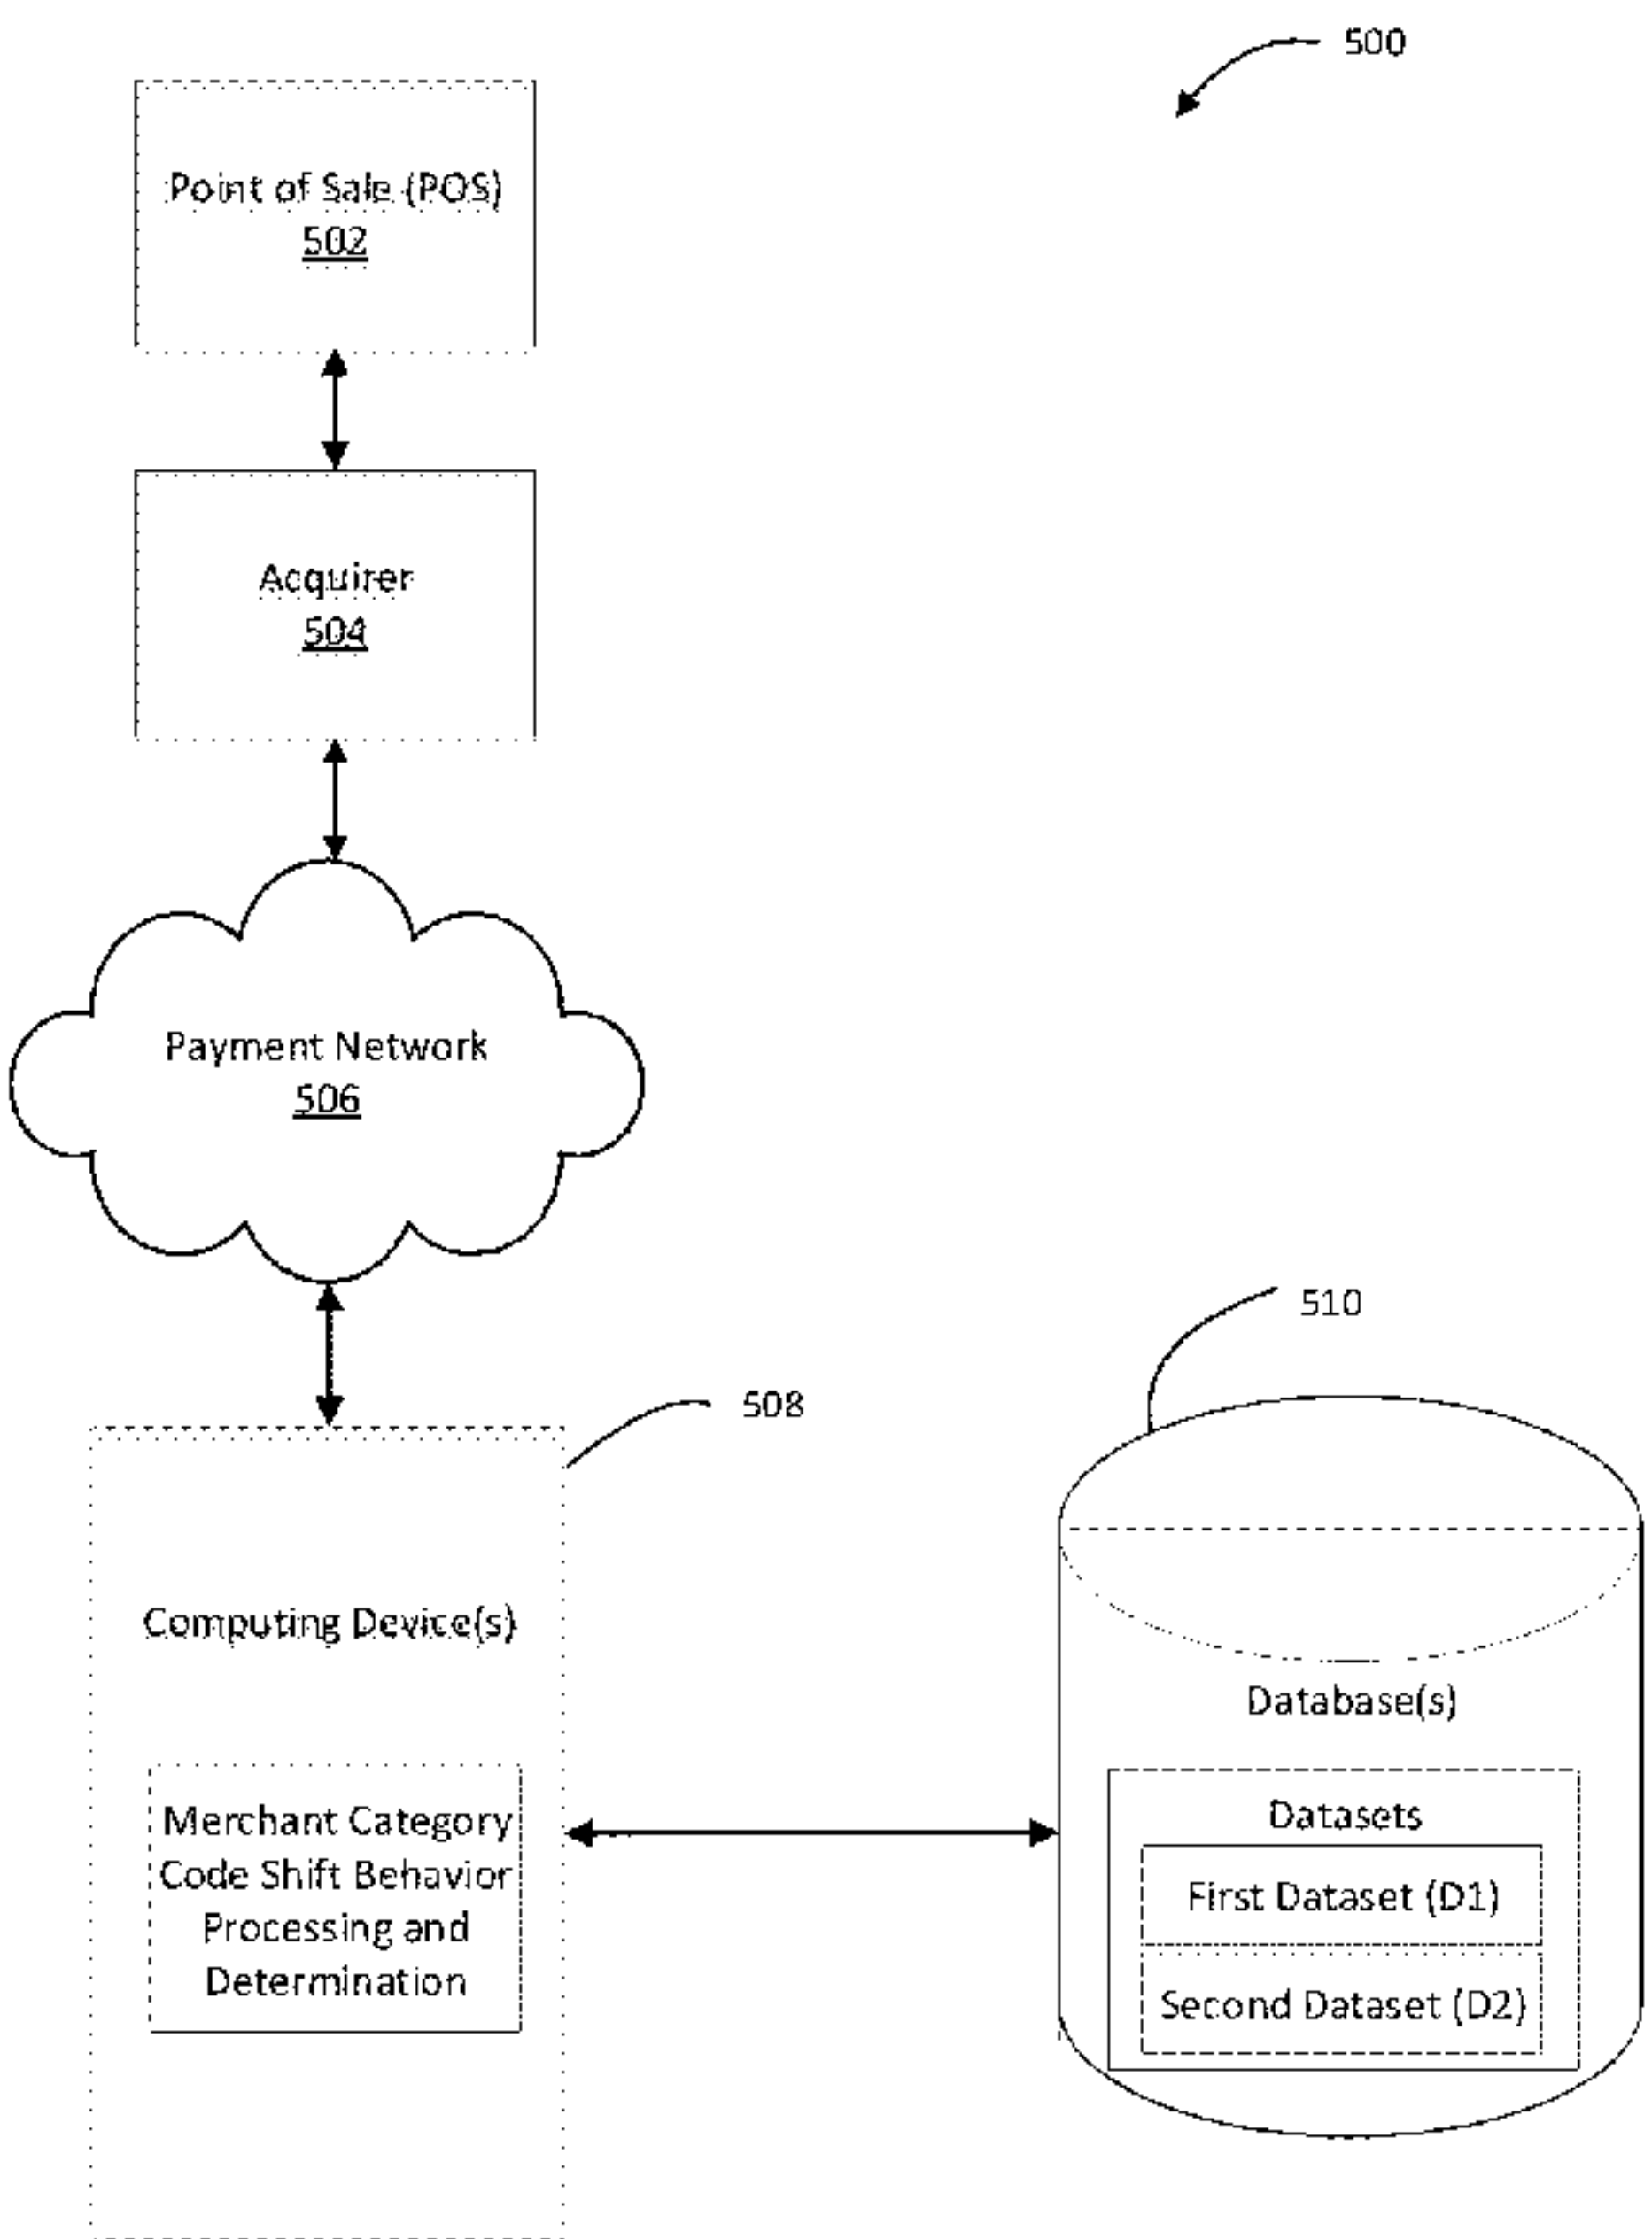 500
Point of Sale (POS)
502
Acquirer
504
Payment Network
506
510
508
Computing Device(s)
Merchant Category
Code Shift Behavior
Processing and
Determination
Database(s)
Datasets
First Dataset (D1)
Second Dataset (D2)